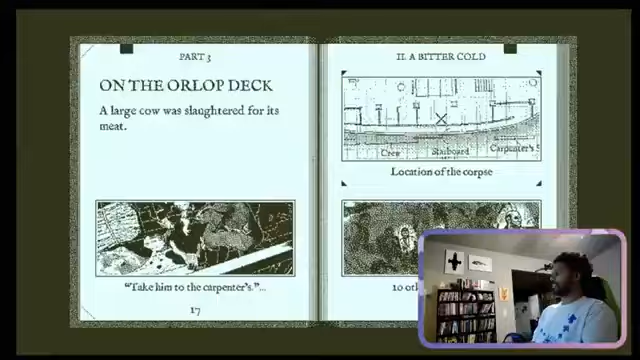 PART 3
ON THE ORLOP DECK
A large cow was slaughtered for its
meat.
"Take him to the carpenter's."...
17
II. A BITTER COLD
Crew
Starboard
Carpenter's S
Location of the corpse
10 ot